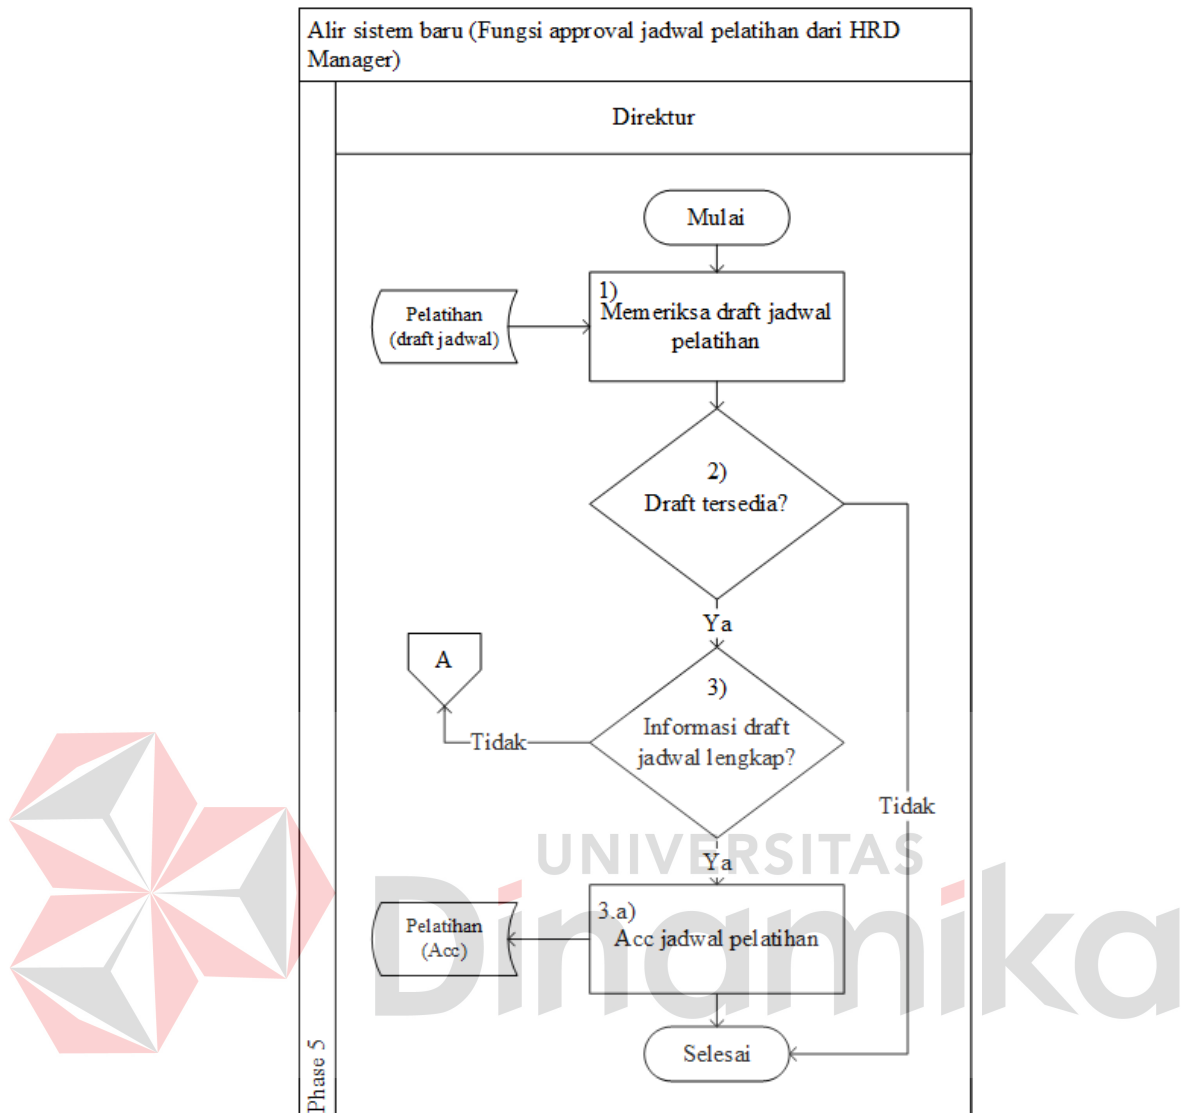 Alir sistem baru (Fungsi approval jadwal pelatihan dari HRD
Manager)
Direktur
Mulai
1)
Memeriksa draft jadwal
pelatihan
Pelatihan
(draft jadwal)
2)
Draft tersedia?
Ya
A
3)
Informasi draft
jadwal lengkap?
Tidak
Tidak
UNIVERSITAS
Dinamika
Ya
3.a)
Acc jadwal pelatihan
Pelatihan
(Acc)
Selesai
Phase 5